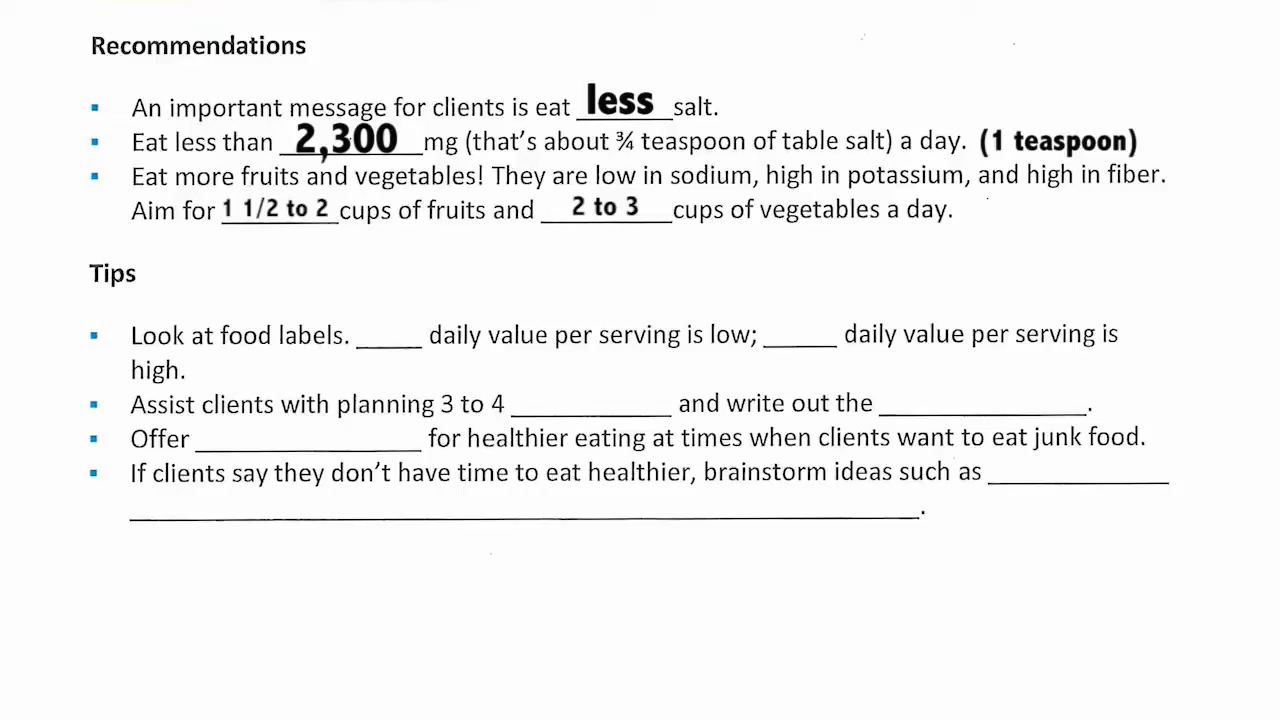 Recommendations
▪ An important message for clients is eat less salt.
▪ Eat less than 2,300 mg (that's about ¾ teaspoon of table salt) a day. (1 teaspoon)
▪ Eat more fruits and vegetables! They are low in sodium, high in potassium, and high in fiber.
Aim for 1 1/2 to 2 cups of fruits and 2 to 3 cups of vegetables a day.
Tips
▪ Look at food labels. _____ daily value per serving is low; _____ daily value per serving is
high.
▪ Assist clients with planning 3 to 4 ____________ and write out the ________________.
▪ Offer _________________ for healthier eating at times when clients want to eat junk food.
▪ If clients say they don't have time to eat healthier, brainstorm ideas such as ______________
____________________________________________________________.